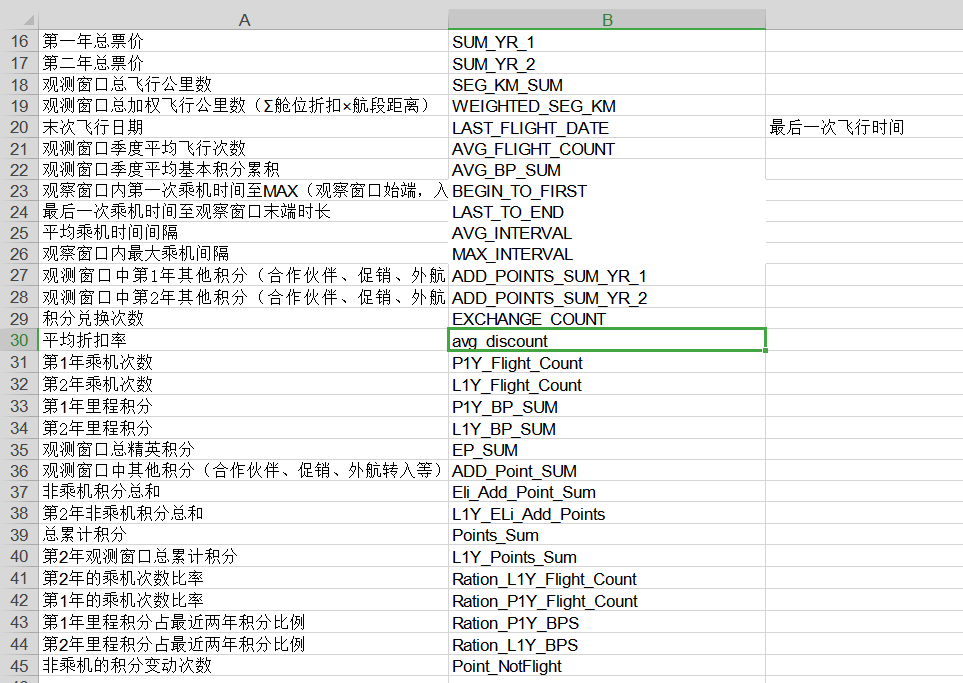 A B
16 第一年总票价 SUM_YR_1
17 第二年总票价 SUM_YR_2
18 观测窗口总飞行公里数 SEG_KM_SUM
19 观测窗口总加权飞行公里数（Σ舱位折扣×航段距离） WEIGHTED_SEG_KM
20 末次飞行日期 LAST_FLIGHT_DATE 最后一次飞行时间
21 观测窗口季度平均飞行次数 AVG_FLIGHT_COUNT
22 观测窗口季度平均基本积分累积 AVG_BP_SUM
23 观察窗口内第一次乘机时间至MAX（观察窗口始端，入 BEGIN_TO_FIRST
24 最后一次乘机时间至观察窗口末端时长 LAST_TO_END
25 平均乘机时间间隔 AVG_INTERVAL
26 观察窗口内最大乘机间隔 MAX_INTERVAL
27 观测窗口中第1年其他积分（合作伙伴、促销、外航 ADD_POINTS_SUM_YR_1
28 观测窗口中第2年其他积分（合作伙伴、促销、外航 ADD_POINTS_SUM_YR_2
29 积分兑换次数 EXCHANGE_COUNT
30 平均折扣率 avg_discount
31 第1年乘机次数 P1Y_Flight_Count
32 第2年乘机次数 L1Y_Flight_Count
33 第1年里程积分 P1Y_BP_SUM
34 第2年里程积分 L1Y_BP_SUM
35 观测窗口总精英积分 EP_SUM
36 观测窗口中其他积分（合作伙伴、促销、外航转入等） ADD_Point_SUM
37 非乘机积分总和 Eli_Add_Point_Sum
38 第2年非乘机积分总和 L1Y_ELi_Add_Points
39 总累计积分 Points_Sum
40 第2年观测窗口总累计积分 L1Y_Points_Sum
41 第2年的乘机次数比率 Ration_L1Y_Flight_Count
42 第1年的乘机次数比率 Ration_P1Y_Flight_Count
43 第1年里程积分占最近两年积分比例 Ration_P1Y_BPS
44 第2年里程积分占最近两年积分比例 Ration_L1Y_BPS
45 非乘机的积分变动次数 Point_NotFlight